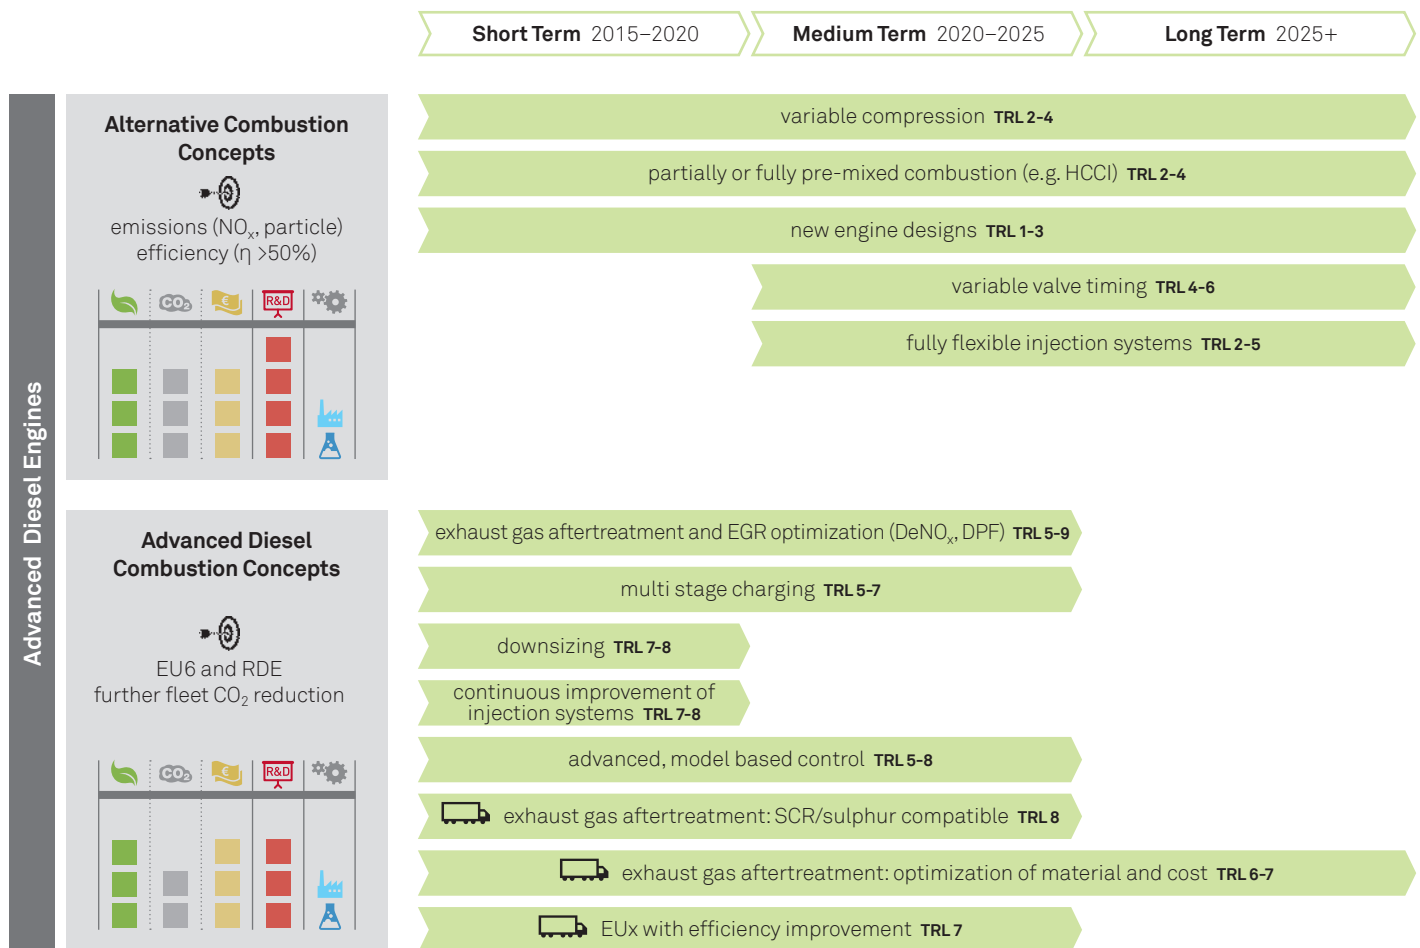 Short Term 2015–2020
Medium Term 2020–2025
Long Term 2025+
Advanced Diesel Engines
Alternative Combustion
Concepts
emissions (NOx, particle)
efficiency (η >50%)
CO2
€
R&D
variable compression TRL 2-4
partially or fully pre-mixed combustion (e.g. HCCI) TRL 2-4
new engine designs TRL 1-3
variable valve timing TRL 4-6
fully flexible injection systems TRL 2-5
Advanced Diesel
Combustion Concepts
EU6 and RDE
further fleet CO2 reduction
CO2
€
R&D
exhaust gas aftertreatment and EGR optimization (DeNOx, DPF) TRL 5-9
multi stage charging TRL 5-7
downsizing TRL 7-8
continuous improvement of
injection systems TRL 7-8
advanced, model based control TRL 5-8
exhaust gas aftertreatment: SCR/sulphur compatible TRL 8
exhaust gas aftertreatment: optimization of material and cost TRL 6-7
EUx with efficiency improvement TRL 7